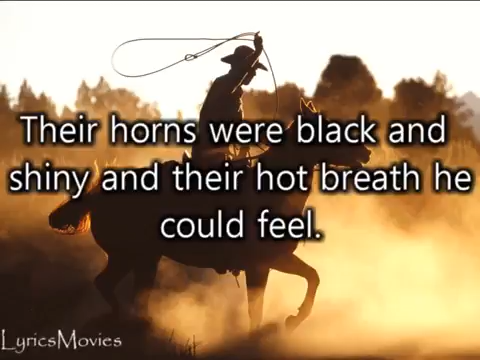 Their horns were black and
shiny and their hot breath he
could feel.
LyricsMovies